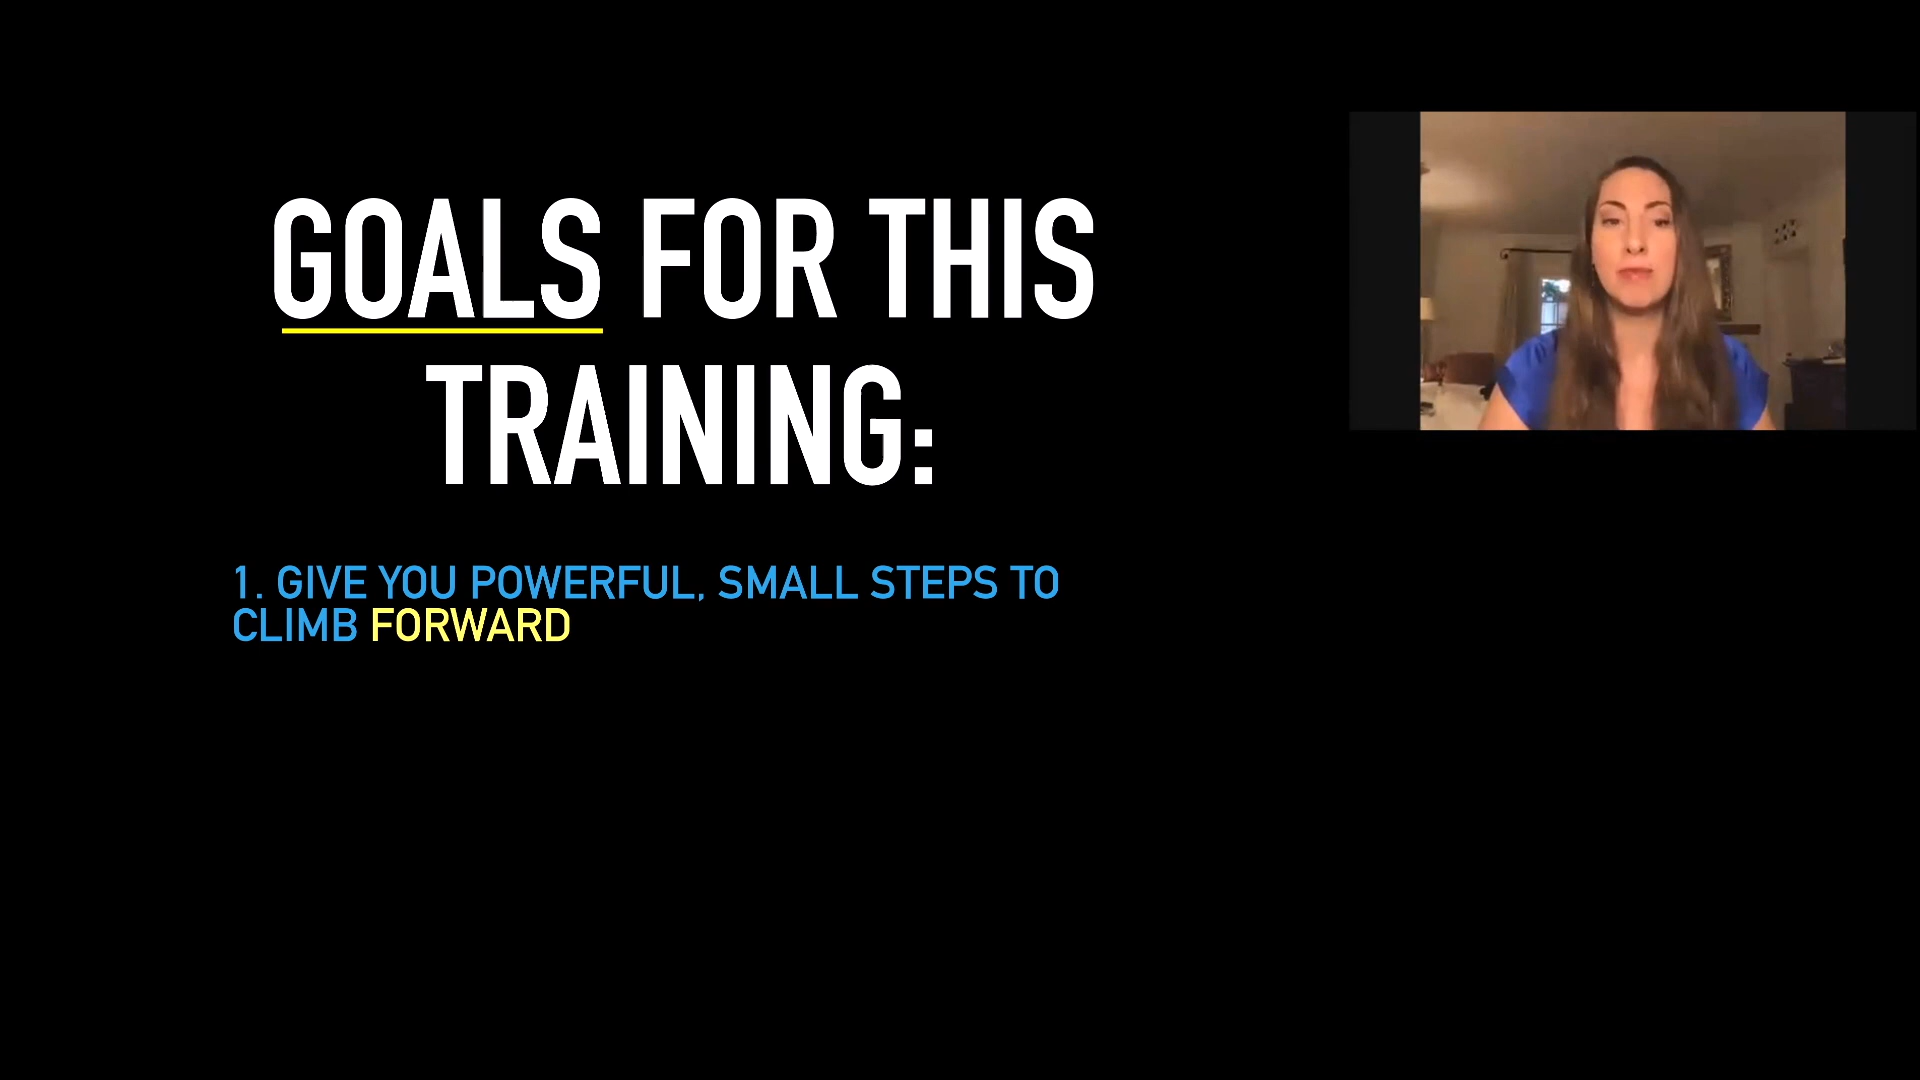 GOALS FOR THIS
TRAINING:
1. GIVE YOU POWERFUL, SMALL STEPS TO
CLIMB FORWARD